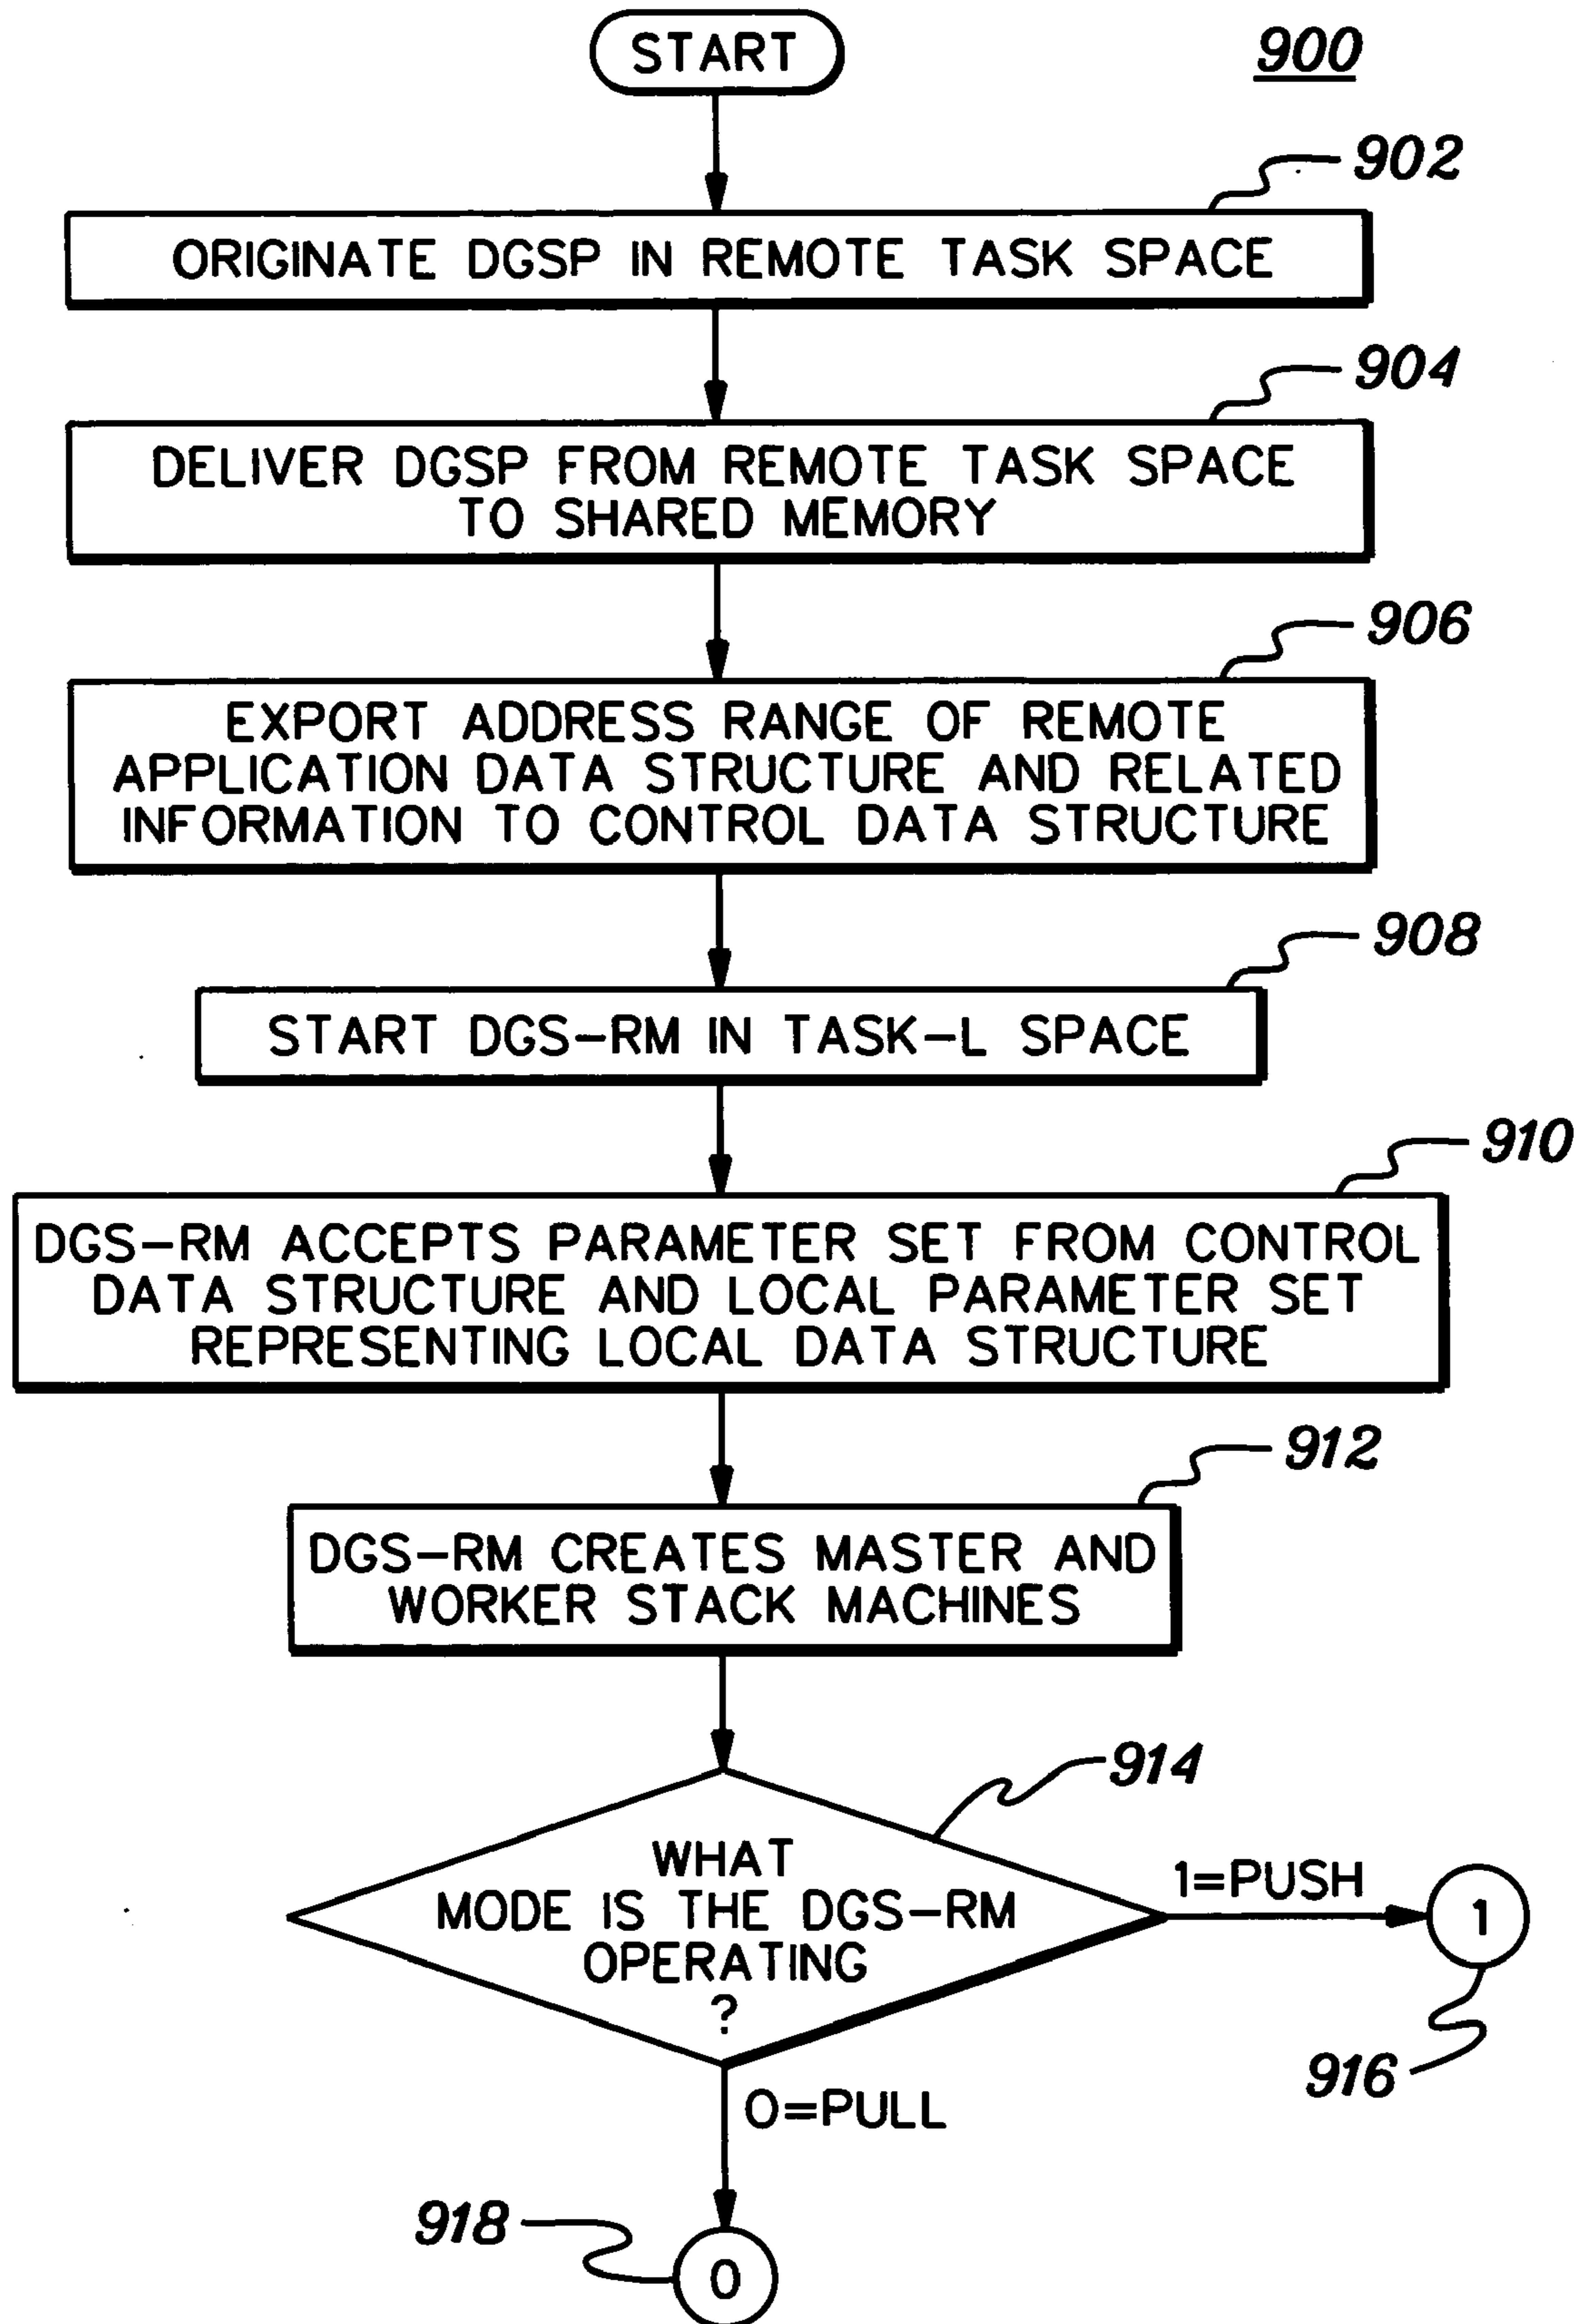 START
900
902
ORIGINATE DGSP IN REMOTE TASK SPACE
904
DELIVER DGSP FROM REMOTE TASK SPACE
TO SHARED MEMORY
906
EXPORT ADDRESS RANGE OF REMOTE
APPLICATION DATA STRUCTURE AND RELATED
INFORMATION TO CONTROL DATA STRUCTURE
908
START DGS-RM IN TASK-L SPACE
910
DGS-RM ACCEPTS PARAMETER SET FROM CONTROL
DATA STRUCTURE AND LOCAL PARAMETER SET
REPRESENTING LOCAL DATA STRUCTURE
912
DGS-RM CREATES MASTER AND
WORKER STACK MACHINES
914
WHAT
MODE IS THE DGS-RM
OPERATING
?
1=PUSH
1
916
0=PULL
918
0